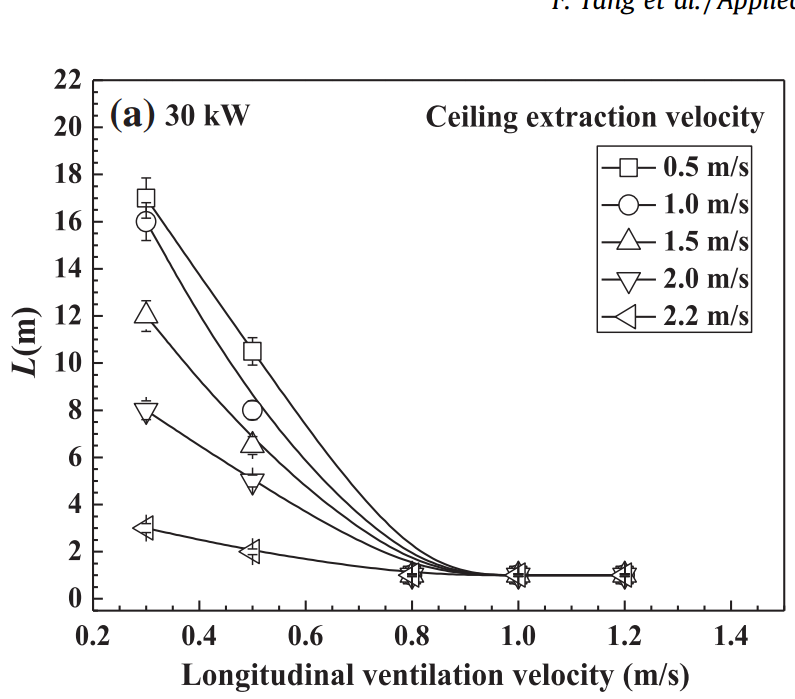 F. Tang et al./Applied
22
20
18
16
14
12
10
8
6
4
2
0
L(m)
(a) 30 kW
Ceiling extraction velocity
0.5 m/s
1.0 m/s
1.5 m/s
2.0 m/s
2.2 m/s
0.2 0.4 0.6 0.8 1.0 1.2 1.4
Longitudinal ventilation velocity (m/s)